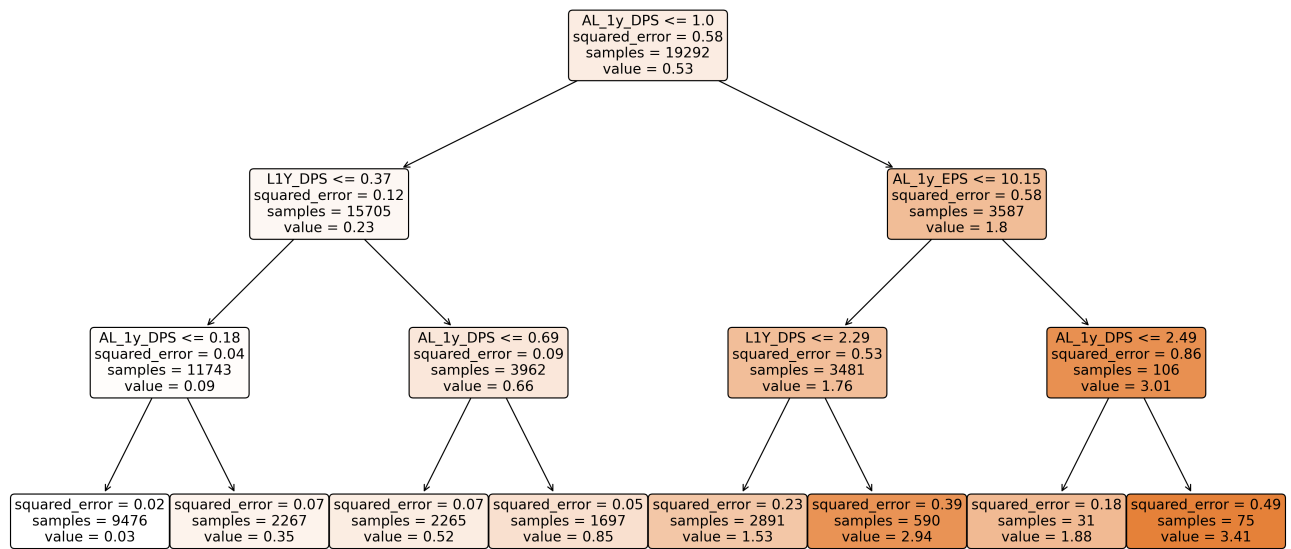 AL_1y_DPS <= 1.0
squared_error = 0.58
samples = 19292
value = 0.53
L1Y_DPS <= 0.37
squared_error = 0.12
samples = 15705
value = 0.23
AL_1y_EPS <= 10.15
squared_error = 0.58
samples = 3587
value = 1.8
AL_1y_DPS <= 0.18
squared_error = 0.04
samples = 11743
value = 0.09
AL_1y_DPS <= 0.69
squared_error = 0.09
samples = 3962
value = 0.66
L1Y_DPS <= 2.29
squared_error = 0.53
samples = 3481
value = 1.76
AL_1y_DPS <= 2.49
squared_error = 0.86
samples = 106
value = 3.01
squared_error = 0.02
samples = 9476
value = 0.03
squared_error = 0.07
samples = 2267
value = 0.35
squared_error = 0.07
samples = 2265
value = 0.52
squared_error = 0.05
samples = 1697
value = 0.85
squared_error = 0.23
samples = 2891
value = 1.53
squared_error = 0.39
samples = 590
value = 2.94
squared_error = 0.18
samples = 31
value = 1.88
squared_error = 0.49
samples = 75
value = 3.41